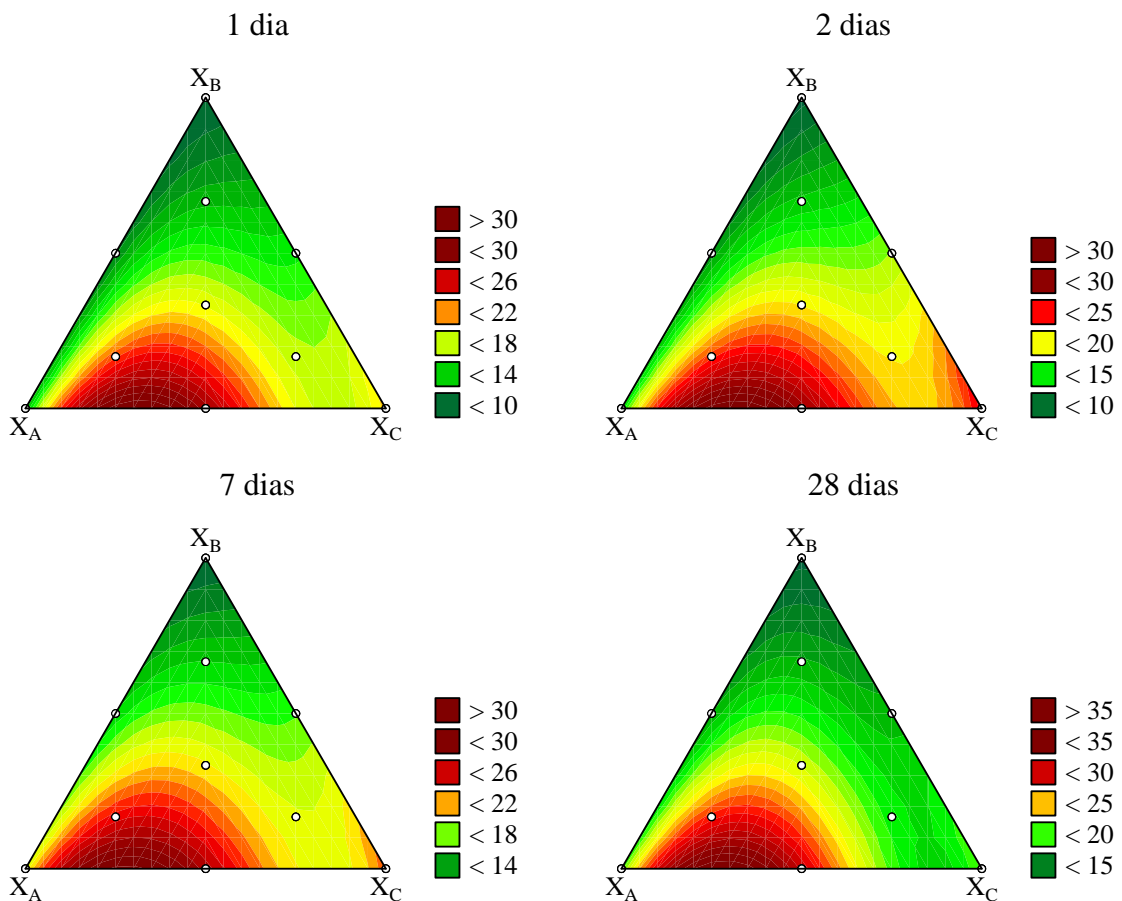 1 dia
X_B
> 30
< 30
< 26
< 22
< 18
< 14
< 10
X_A
X_C
2 dias
X_B
> 30
< 30
< 25
< 20
< 15
< 10
X_A
X_C
7 dias
X_B
> 30
< 30
< 26
< 22
< 18
< 14
X_A
X_C
28 dias
X_B
> 35
< 35
< 30
< 25
< 20
< 15
X_A
X_C